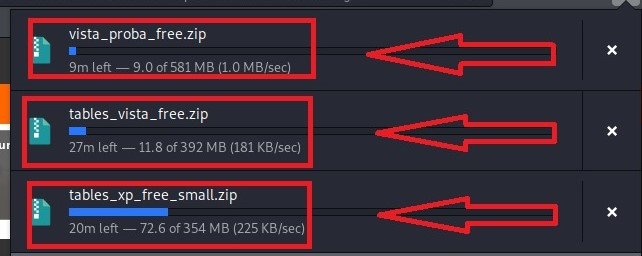 vista_proba_free.zip
9m left — 9.0 of 581 MB (1.0 MB/sec)
tables_vista_free.zip
27m left — 11.8 of 392 MB (181 KB/sec)
tables_xp_free_small.zip
20m left — 72.6 of 354 MB (225 KB/sec)